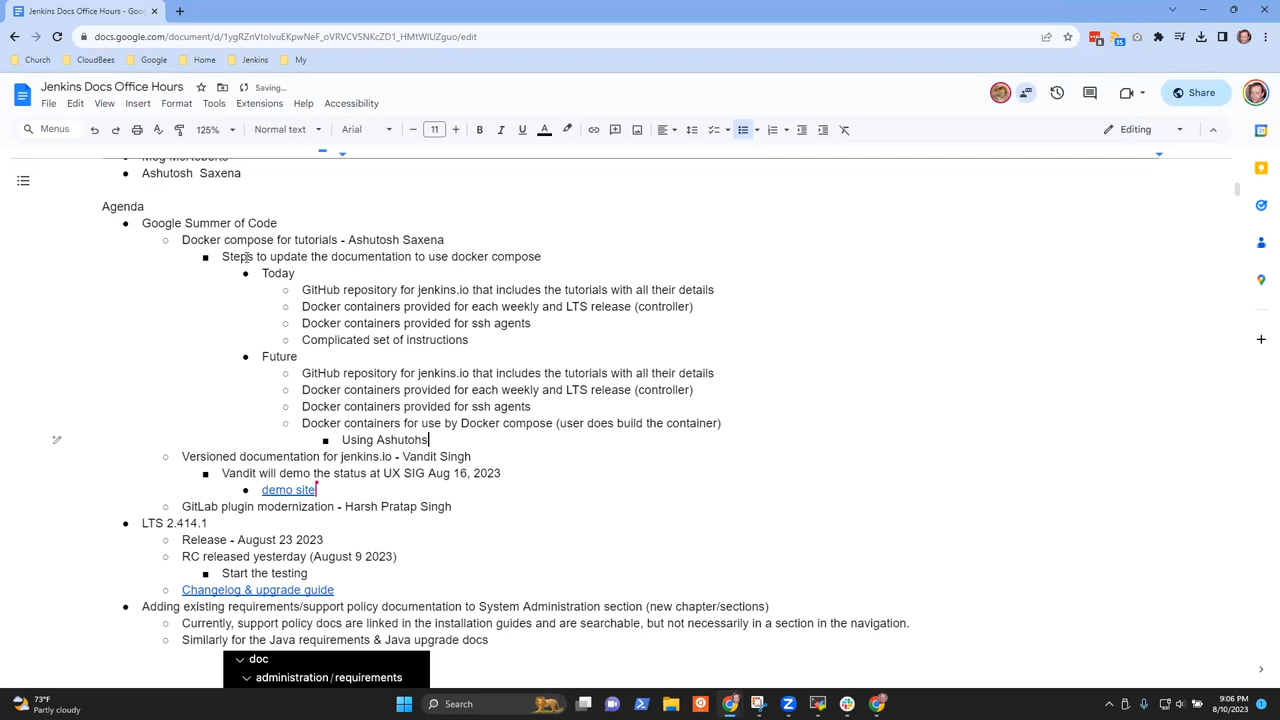 Jenkins Docs Office Hours
docs.google.com/document/d/1ygRZnVtoIvuEKpwNeF_oVRVCV5NKcZD1_HMtWIUZguo/edit
Church CloudBees Google Home Jenkins My
Jenkins Docs Office Hours Saving...
File Edit View Insert Format Tools Extensions Help Accessibility
Share
Menus 125% Normal text Arial 11 Editing
Meg McRoberts
Ashutosh Saxena
Agenda
Google Summer of Code
Docker compose for tutorials - Ashutosh Saxena
Steps to update the documentation to use docker compose
Today
GitHub repository for jenkins.io that includes the tutorials with all their details
Docker containers provided for each weekly and LTS release (controller)
Docker containers provided for ssh agents
Complicated set of instructions
Future
GitHub repository for jenkins.io that includes the tutorials with all their details
Docker containers provided for each weekly and LTS release (controller)
Docker containers provided for ssh agents
Docker containers for use by Docker compose (user does build the container)
Using Ashutohs
Versioned documentation for jenkins.io - Vandit Singh
Vandit will demo the status at UX SIG Aug 16, 2023
demo site
GitLab plugin modernization - Harsh Pratap Singh
LTS 2.414.1
Release - August 23 2023
RC released yesterday (August 9 2023)
Start the testing
Changelog & upgrade guide
Adding existing requirements/support policy documentation to System Administration section (new chapter/sections)
Currently, support policy docs are linked in the installation guides and are searchable, but not necessarily in a section in the navigation.
Similarly for the Java requirements & Java upgrade docs
doc
administration/requirements
73°F
Partly cloudy
Search
9:06 PM
8/10/2023